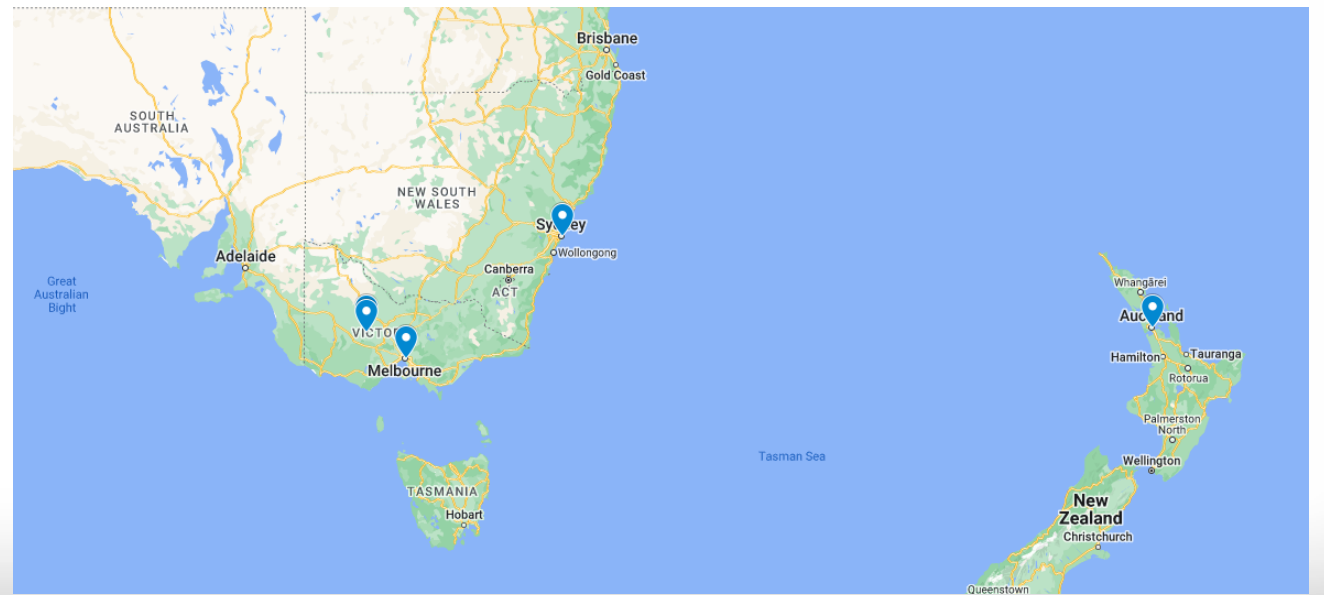 Brisbane
Gold Coast
SOUTH
AUSTRALIA
NEW SOUTH
WALES
Sydney
Wollongong
Adelaide
Canberra
ACT
Great
Australian
Bight
Whangārei
Auckland
VICTO
Melbourne
Hamilton
Tauranga
Rotorua
Palmerston
North
Tasman Sea
Wellington
TASMANIA
Hobart
New
Zealand
Christchurch
Queenstown